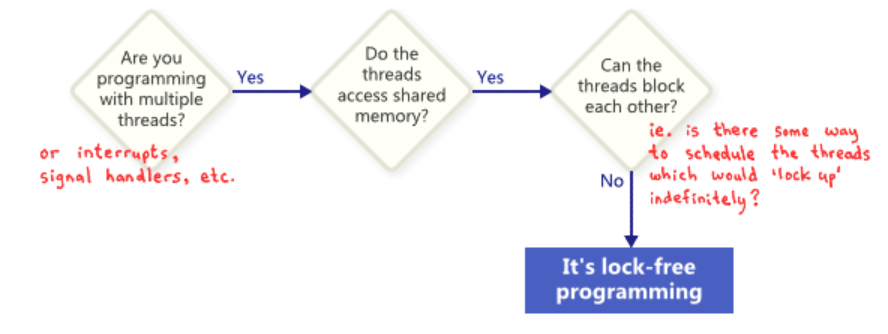 Are you
programming
with multiple
threads?
or interrupts,
signal handlers, etc.
Yes
Do the
threads
access shared
memory?
Yes
Can the
threads block
each other?
ie. is there some way
to schedule the threads
which would 'lock up'
indefinitely?
No
It's lock-free
programming